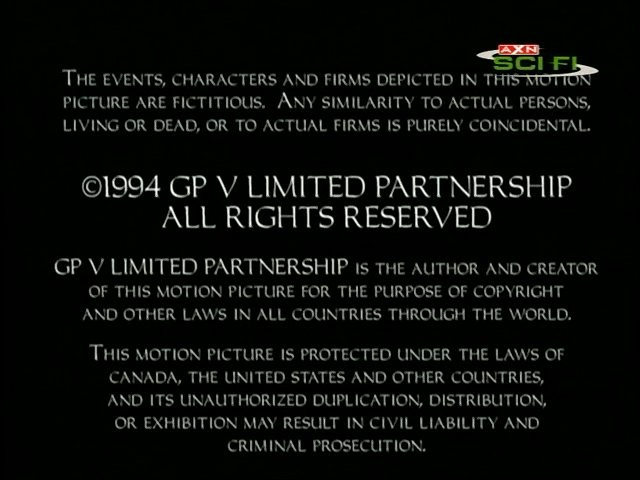 AXN
SCI FI
THE EVENTS, CHARACTERS AND FIRMS DEPICTED IN THIS MOTION
PICTURE ARE FICTITIOUS. ANY SIMILARITY TO ACTUAL PERSONS,
LIVING OR DEAD, OR TO ACTUAL FIRMS IS PURELY COINCIDENTAL.
©1994 GP V LIMITED PARTNERSHIP
ALL RIGHTS RESERVED
GP V LIMITED PARTNERSHIP IS THE AUTHOR AND CREATOR
OF THIS MOTION PICTURE FOR THE PURPOSE OF COPYRIGHT
AND OTHER LAWS IN ALL COUNTRIES THROUGH THE WORLD.
THIS MOTION PICTURE IS PROTECTED UNDER THE LAWS OF
CANADA, THE UNITED STATES AND OTHER COUNTRIES,
AND ITS UNAUTHORIZED DUPLICATION, DISTRIBUTION,
OR EXHIBITION MAY RESULT IN CIVIL LIABILITY AND
CRIMINAL PROSECUTION.